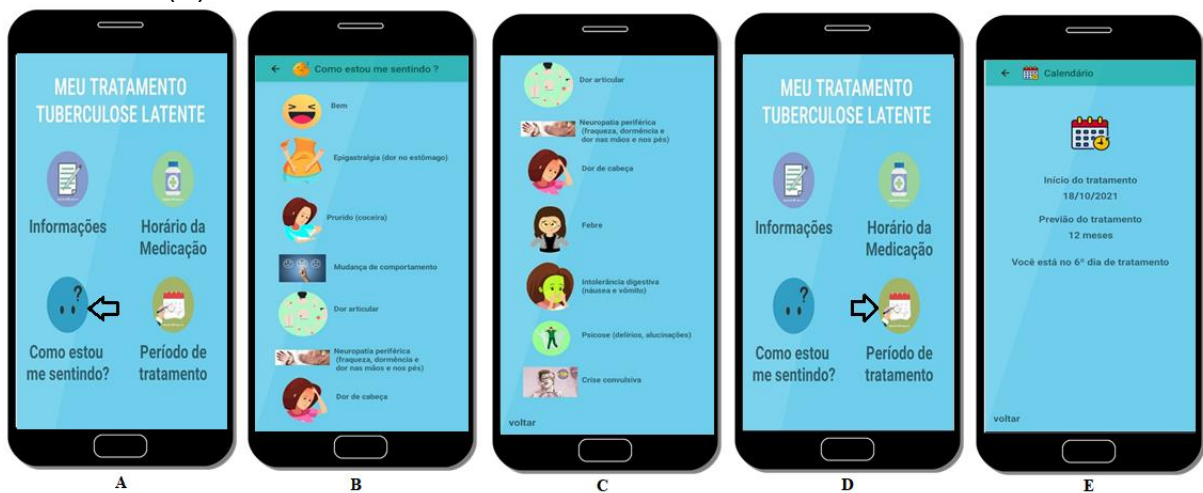 MEU TRATAMENTO
TUBERCULOSE LATENTE
Informações
Horário da
Medicação
?
Como estou
me sentindo?
Período de
tratamento
A
Como estou me sentindo ?
Bem
Epigastralgia (dor no estômago)
Prurido (coceira)
Mudança de comportamento
Dor articular
Neuropatia periférica
(fraqueza, dormência e
dor nas mãos e nos pés)
Dor de cabeça
B
Dor articular
Neuropatia periférica
(fraqueza, dormência e
dor nas mãos e nos pés)
Dor de cabeça
Febre
Intolerância digestiva
(náusea e vômito)
Psicose (delírios, alucinações)
Crise convulsiva
voltar
C
MEU TRATAMENTO
TUBERCULOSE LATENTE
Informações
Horário da
Medicação
?
Como estou
me sentindo?
Período de
tratamento
D
Calendário
Início do tratamento
18/10/2021
Previão do tratamento
12 meses
Você está no 6º dia de tratamento
voltar
E